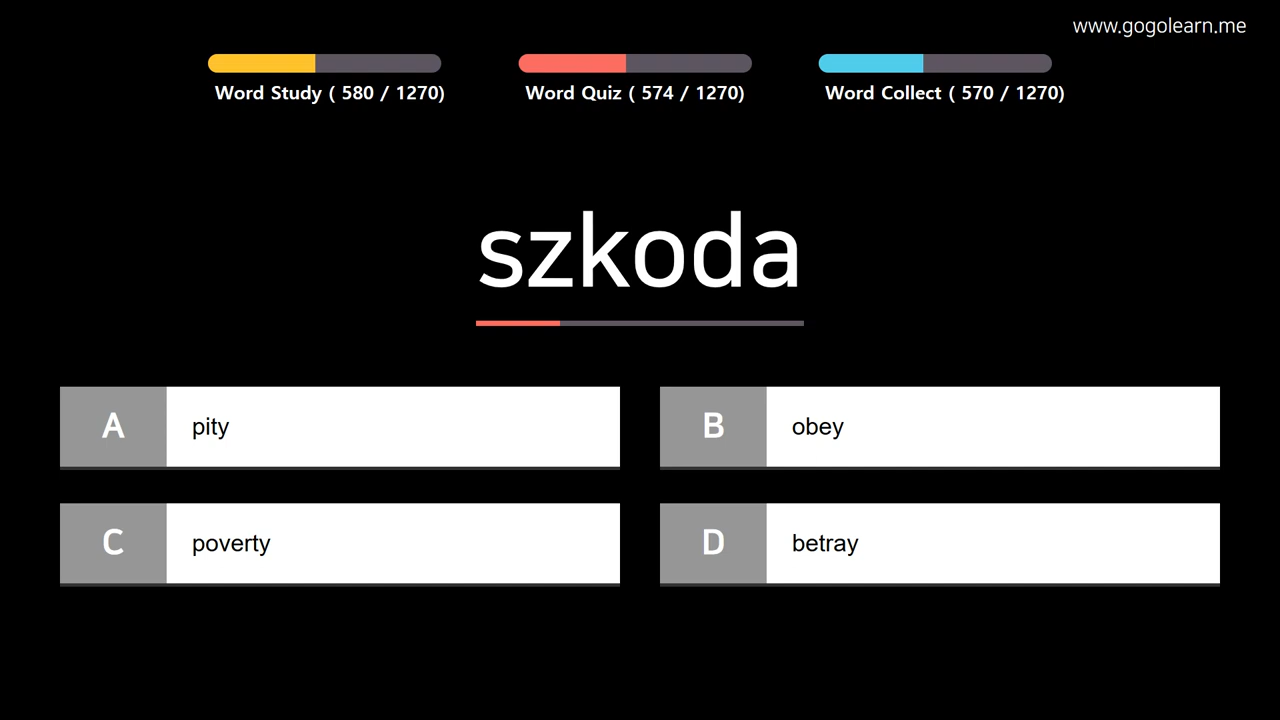 www.gogolearn.me
Word Study ( 580 / 1270)
Word Quiz ( 574 / 1270)
Word Collect ( 570 / 1270)
szkoda
A pity
B obey
C poverty
D betray